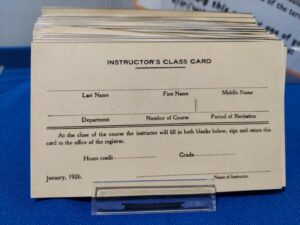 INSTRUCTOR'S CLASS CARD
Last Name First Name Middle Name
Department Number of Course Period of Recitation
At the close of the course the instructor will fill in both blanks below, sign and return this
card to the office of the registrar.
Hours credit Grade
January, 1926. Name of Instructor.